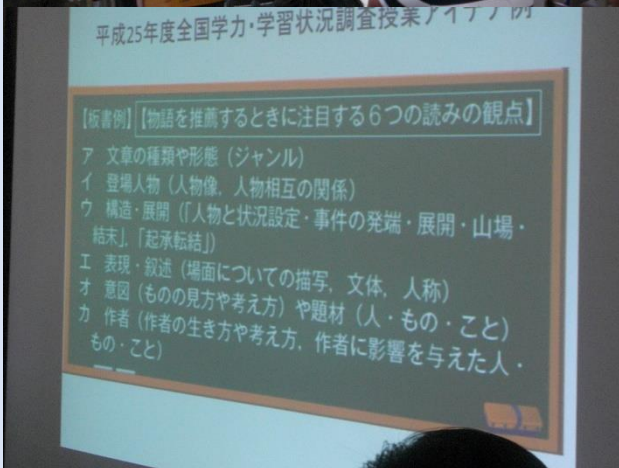 平成25年度全国学力・学習状況調査授業アイデア例
【板書例】【物語を推薦するときに注目する6つの読みの観点】
ア 文章の種類や形態（ジャンル）
イ 登場人物（人物像，人物相互の関係）
ウ 構造・展開（「人物と状況設定・事件の発端・展開・山場・
結末」，「起承転結」）
エ 表現・叙述（場面についての描写，文体，人称）
オ 意図（ものの見方や考え方）や題材（人・もの・こと）
カ 作者（作者の生き方や考え方，作者に影響を与えた人・
もの・こと）